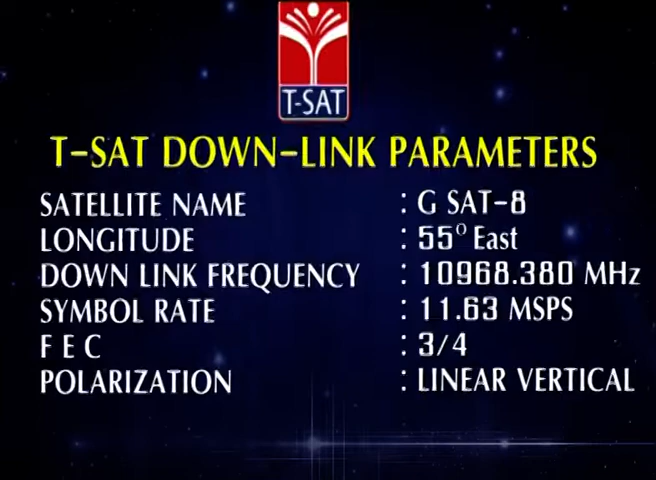 T-SAT
T-SAT DOWN-LINK PARAMETERS
SATELLITE NAME : G SAT-8
LONGITUDE : 55° East
DOWN LINK FREQUENCY : 10968.380 MHz
SYMBOL RATE : 11.63 MSPS
F E C : 3/4
POLARIZATION : LINEAR VERTICAL